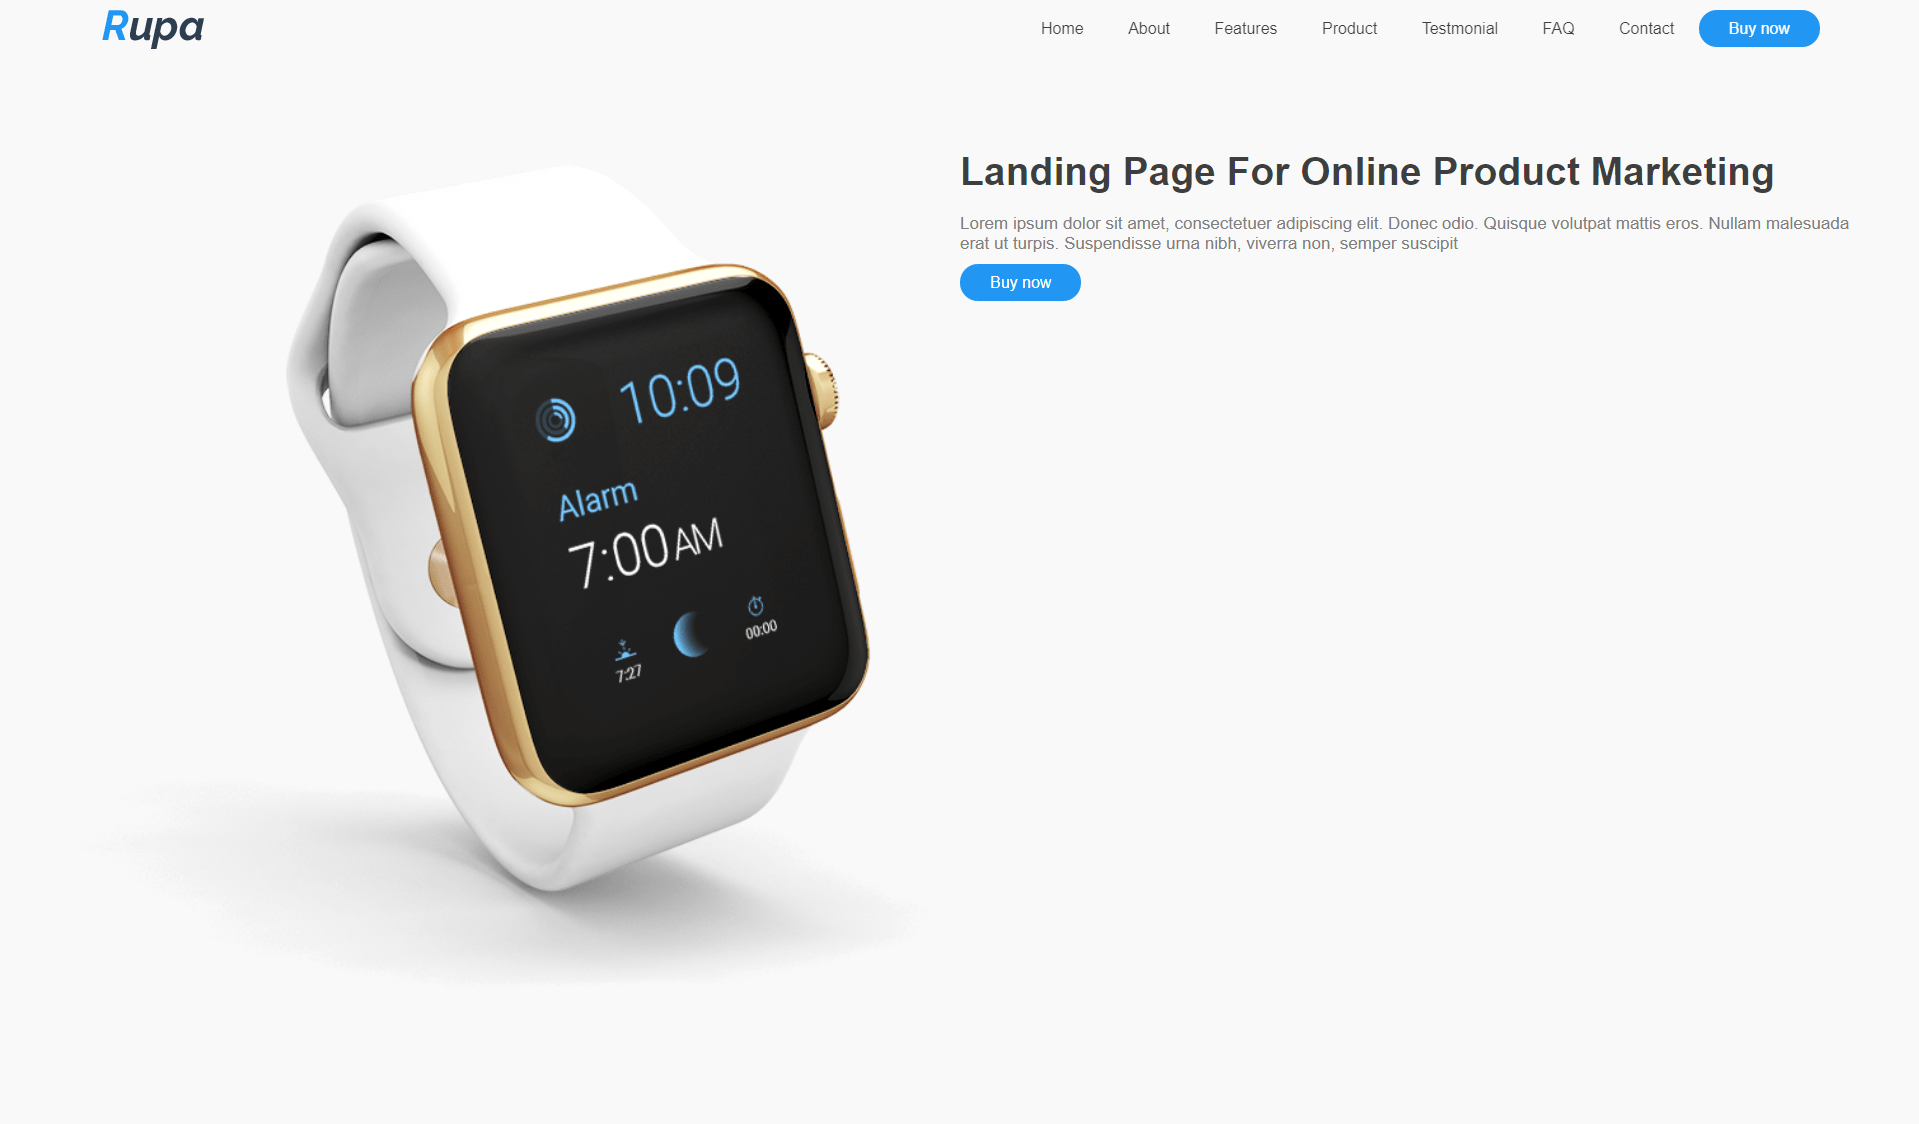 Rupa
Home About Features Product Testmonial FAQ Contact Buy now
Landing Page For Online Product Marketing
Lorem ipsum dolor sit amet, consectetuer adipiscing elit. Donec odio. Quisque volutpat mattis eros. Nullam malesuada
erat ut turpis. Suspendisse urna nibh, viverra non, semper suscipit
Buy now
10:09
Alarm
7:00AM
00:00
7:27